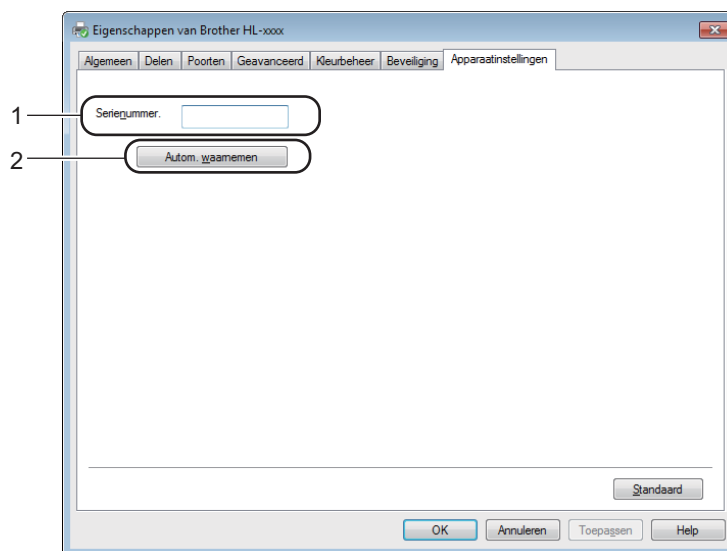 Eigenschappen van Brother HL-xxxx
Algemeen Delen Poorten Geavanceerd Kleurbeheer Beveiliging Apparaatinstellingen
1 Serienummer.
2 Autom. waarnemen
Standaard
OK Annuleren Toepassen Help